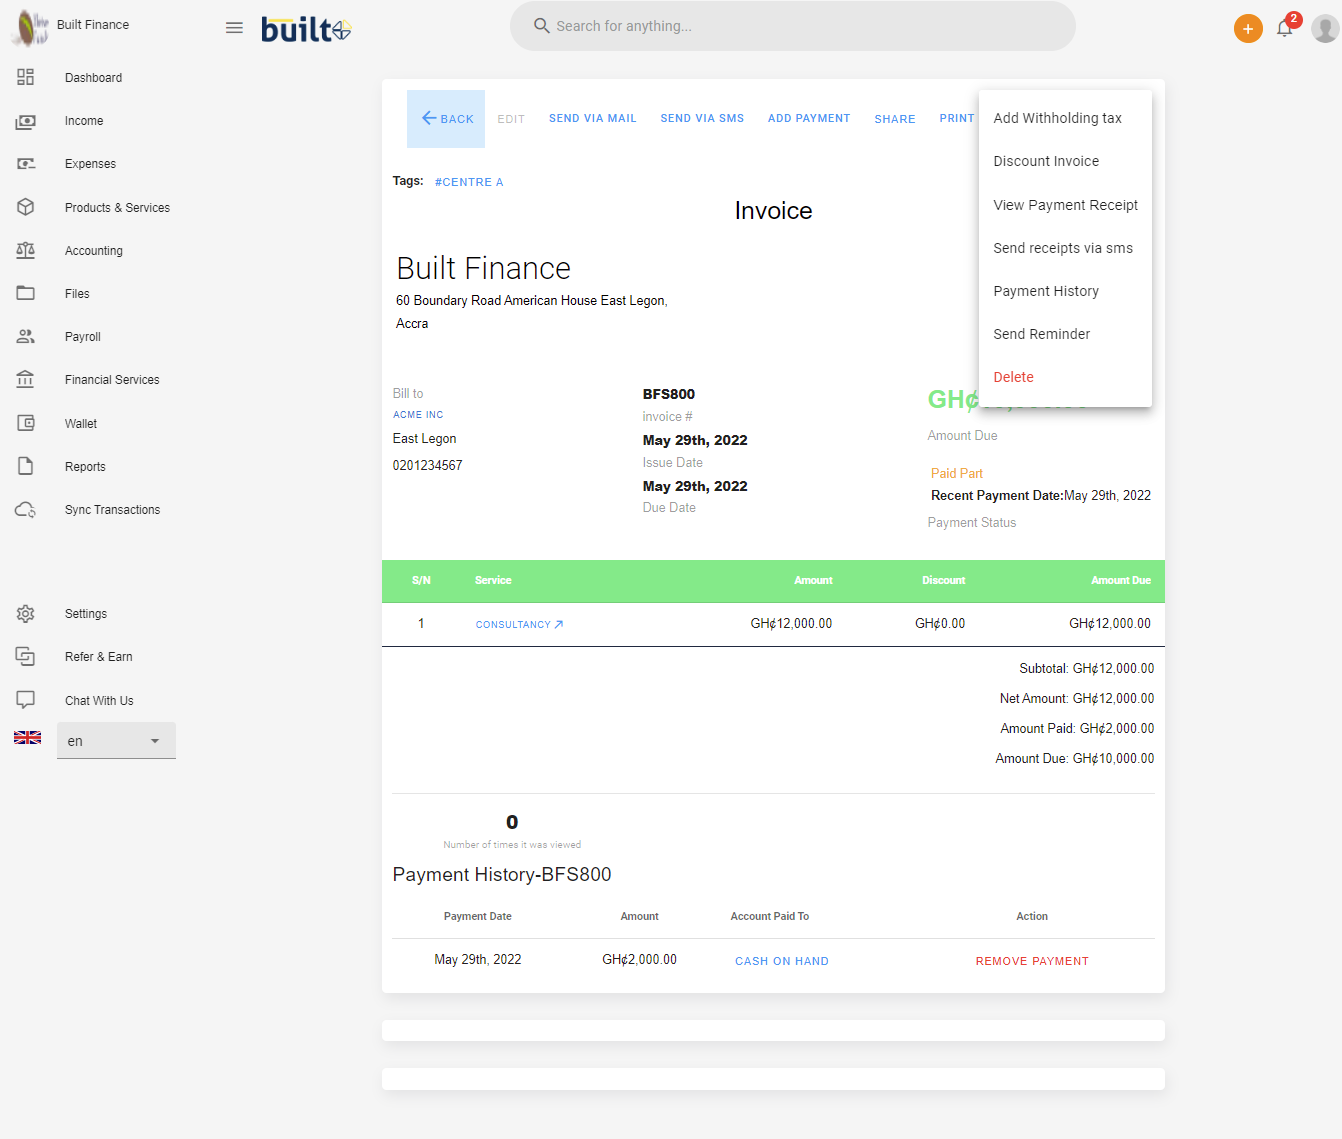 Built Finance
built
Search for anything...
2
Dashboard
Income
Expenses
Products & Services
Accounting
Files
Payroll
Financial Services
Wallet
Reports
Sync Transactions
Settings
Refer & Earn
Chat With Us
en
BACK EDIT SEND VIA MAIL SEND VIA SMS ADD PAYMENT SHARE PRINT
Add Withholding tax
Discount Invoice
View Payment Receipt
Send receipts via sms
Payment History
Send Reminder
Delete
Tags: #CENTRE A
Invoice
Built Finance
60 Boundary Road American House East Legon,
Accra
Bill to
ACME INC
East Legon
0201234567
BFS800
invoice #
May 29th, 2022
Issue Date
May 29th, 2022
Due Date
Amount Due
Paid Part
Recent Payment Date:May 29th, 2022
Payment Status
S/N Service Amount Discount Amount Due
1 CONSULTANCY GH¢12,000.00 GH¢0.00 GH¢12,000.00
Subtotal: GH¢12,000.00
Net Amount: GH¢12,000.00
Amount Paid: GH¢2,000.00
Amount Due: GH¢10,000.00
0
Number of times it was viewed
Payment History-BFS800
Payment Date Amount Account Paid To Action
May 29th, 2022 GH¢2,000.00 CASH ON HAND REMOVE PAYMENT